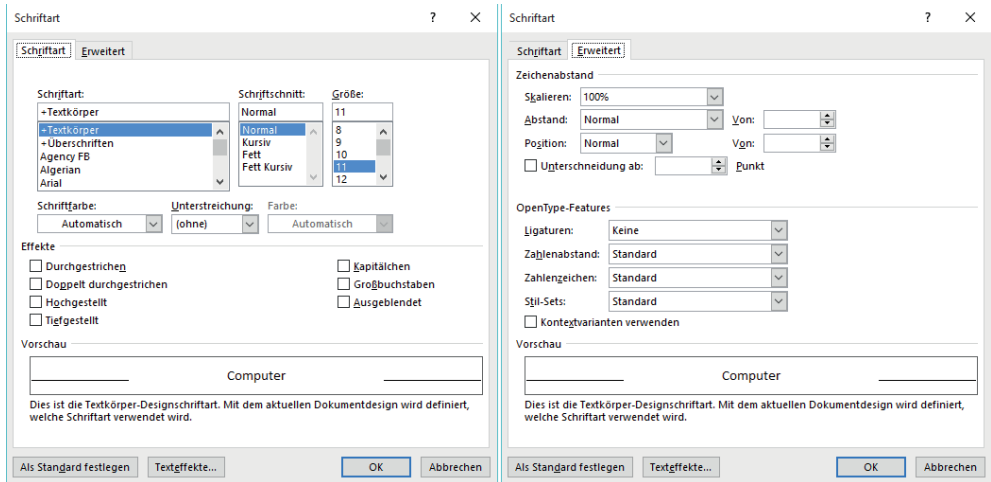 Schriftart ? ×
Schriftart Erweitert
Schriftart: Schriftschnitt: Größe:
+Textkörper Normal 11
+Textkörper Normal 8
+Überschriften Kursiv 9
Agency FB Fett 10
Algerian Fett Kursiv 11
Arial 12
Schriftfarbe: Unterstreichung: Farbe:
Automatisch (ohne) Automatisch
Effekte
Durchgestrichen Kapitälchen
Doppelt durchgestrichen Großbuchstaben
Hochgestellt Ausgeblendet
Tiefgestellt
Vorschau
Computer
Dies ist die Textkörper-Designschriftart. Mit dem aktuellen Dokumentdesign wird definiert,
welche Schriftart verwendet wird.
Als Standard festlegen Texteffekte... OK Abbrechen
Schriftart ? ×
Schriftart Erweitert
Zeichenabstand
Skalieren: 100%
Abstand: Normal Von:
Position: Normal Von:
Unterschneidung ab: Punkt
OpenType-Features
Ligaturen: Keine
Zahlenabstand: Standard
Zahlenzeichen: Standard
Stil-Sets: Standard
Kontextvarianten verwenden
Vorschau
Computer
Dies ist die Textkörper-Designschriftart. Mit dem aktuellen Dokumentdesign wird definiert,
welche Schriftart verwendet wird.
Als Standard festlegen Texteffekte... OK Abbrechen